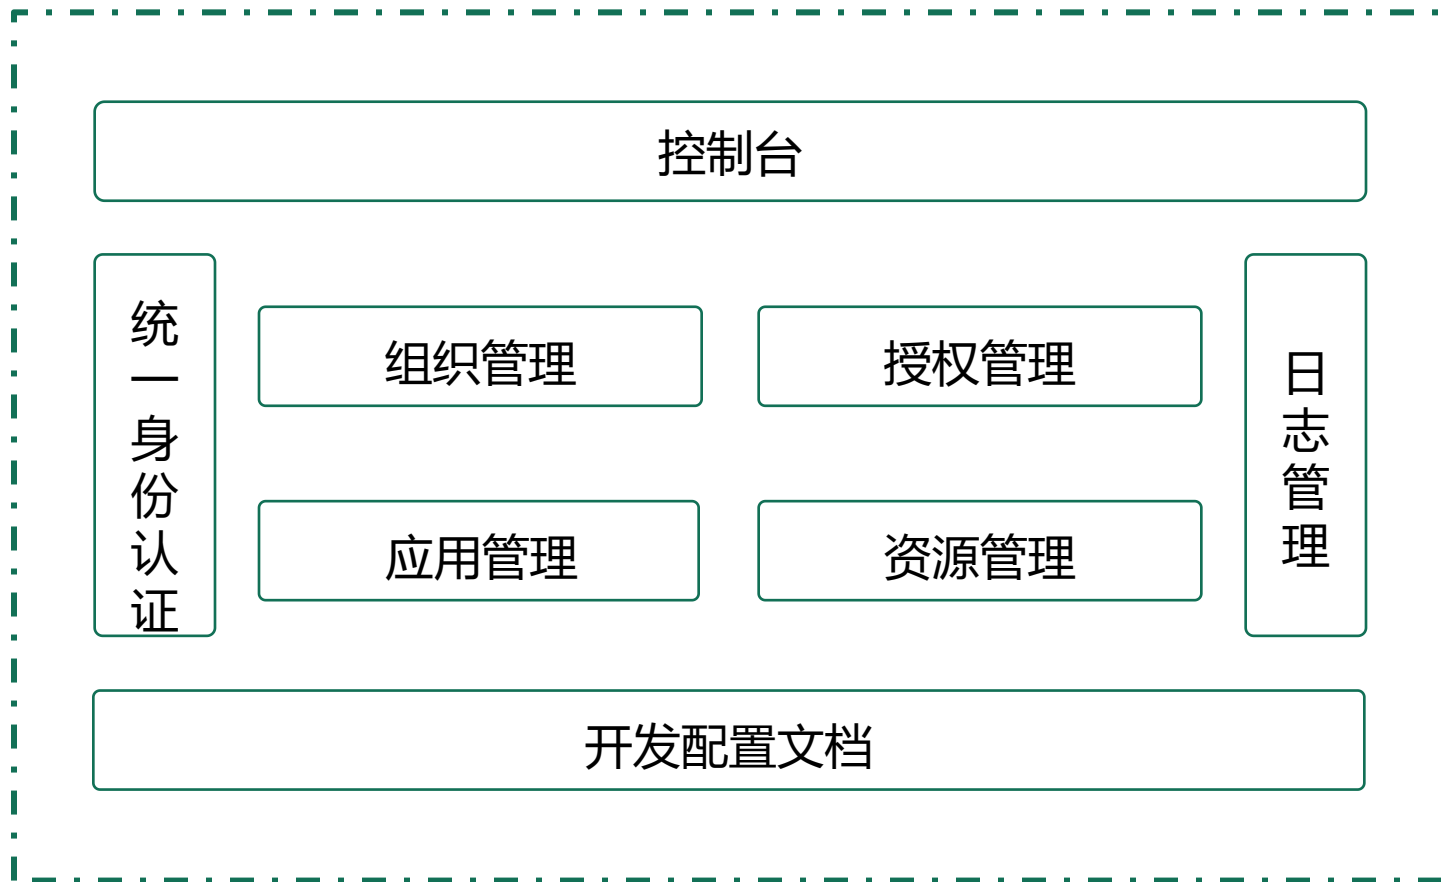 控制台
统一身份认证
组织管理
授权管理
应用管理
资源管理
日志管理
开发配置文档